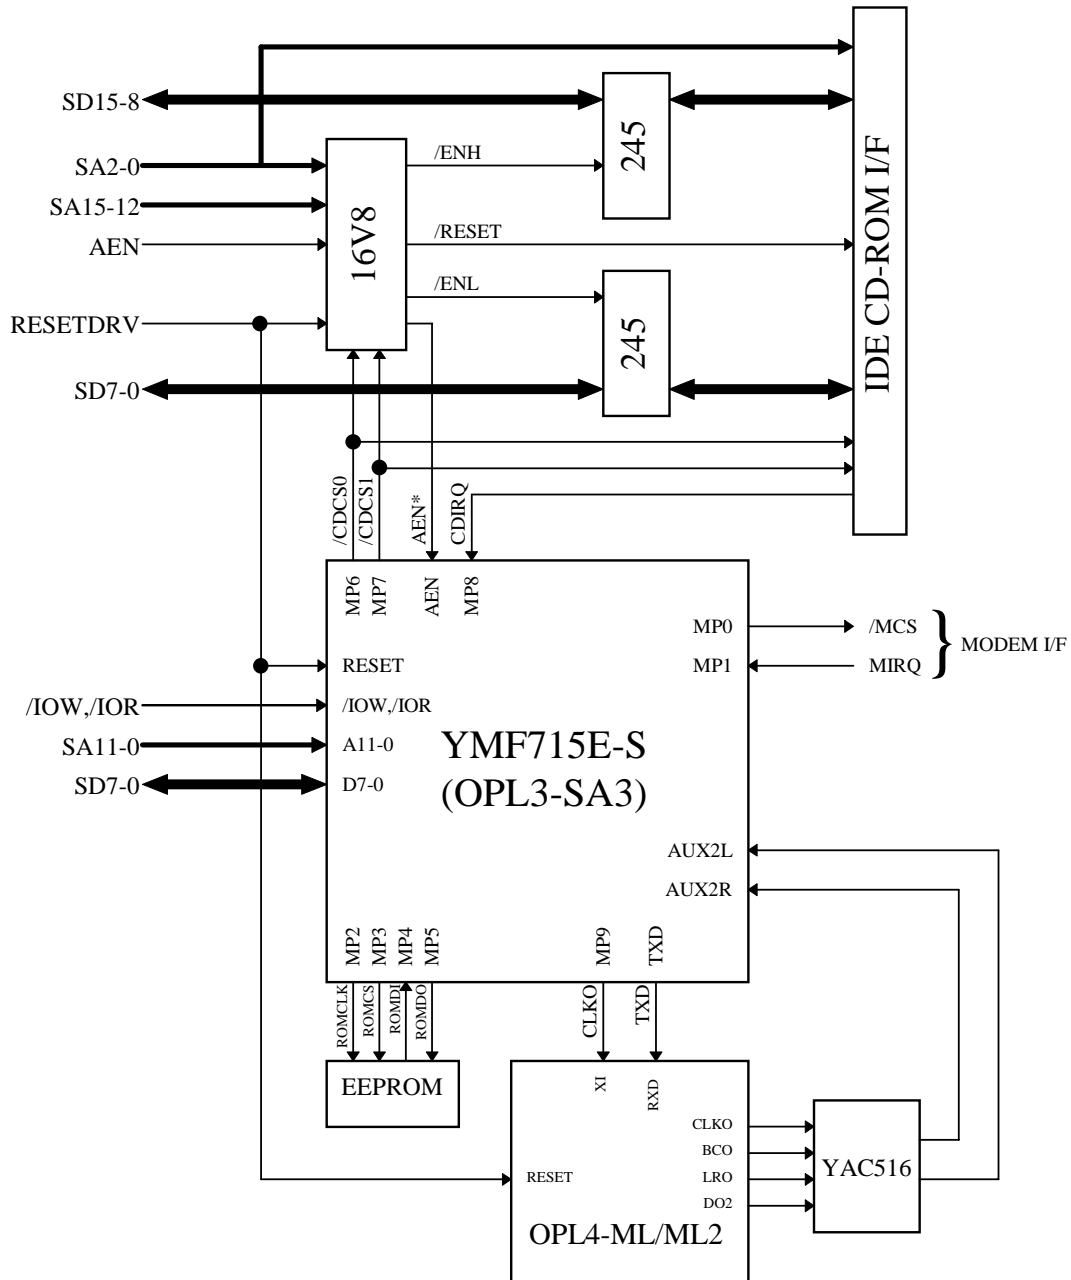 SD15-8
SA2-0
SA15-12
AEN
RESETDRV
SD7-0
16V8
/ENH
/RESET
/ENL
245
245
IDE CD-ROM I/F
/CDCS0
/CDCS1
AEN*
CDIRQ
MP6
MP7
AEN
MP8
MP0
/MCS
MP1
MIRQ
MODEM I/F
RESET
/IOW,/IOR
/IOW,/IOR
SA11-0
A11-0
SD7-0
D7-0
YMF715E-S
(OPL3-SA3)
AUX2L
AUX2R
MP2
MP3
MP4
MP5
MP9
TXD
ROMCLK
ROMCS
ROMDI
ROMDO
CLKO
TXD
EEPROM
XI
RXD
CLKO
BCO
LRO
DO2
RESET
YAC516
OPL4-ML/ML2